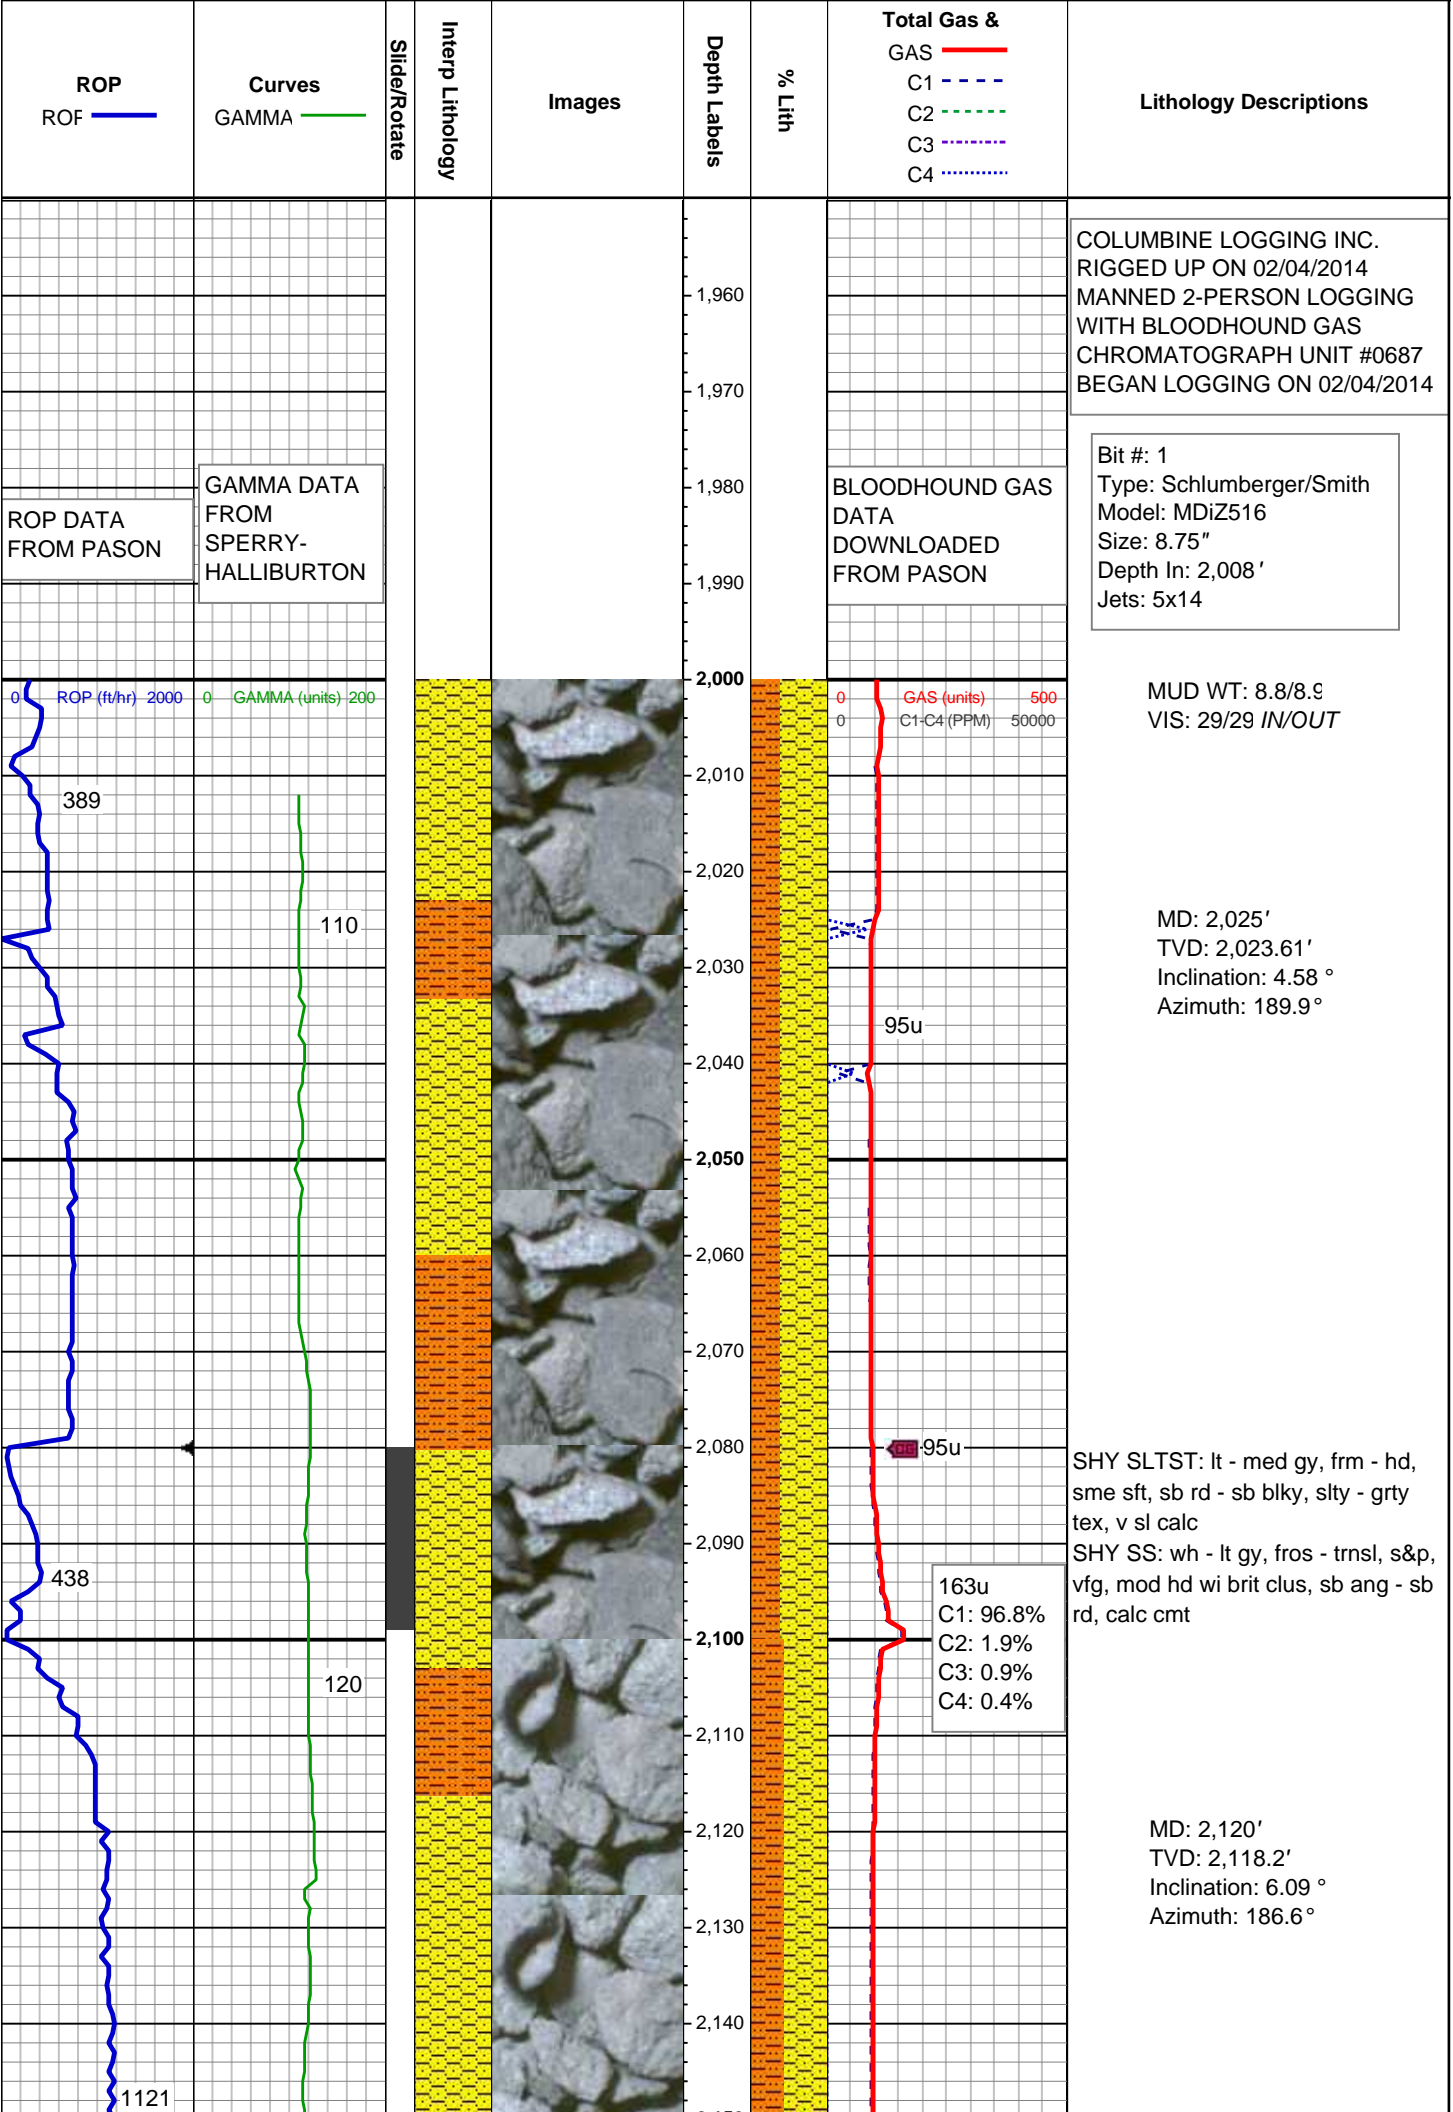 ROP
ROF
Curves
GAMMA
Slide/Rotate
Interp Lithology
Images
Depth Labels
% Lith
Total Gas &
GAS
C1
C2
C3
C4
Lithology Descriptions
COLUMBINE LOGGING INC.
RIGGED UP ON 02/04/2014
MANNED 2-PERSON LOGGING
WITH BLOODHOUND GAS
CHROMATOGRAPH UNIT #0687
BEGAN LOGGING ON 02/04/2014
Bit #: 1
Type: Schlumberger/Smith
Model: MDiZ516
Size: 8.75"
Depth In: 2,008'
Jets: 5x14
ROP DATA
FROM PASON
GAMMA DATA
FROM
SPERRY-
HALLIBURTON
BLOODHOUND GAS
DATA
DOWNLOADED
FROM PASON
1,960
1,970
1,980
1,990
2,000
0 ROP (ft/hr) 2000
0 GAMMA (units) 200
0 GAS (units) 500
0 C1-C4 (PPM) 50000
MUD WT: 8.8/8.9
VIS: 29/29 IN/OUT
2,010
389
2,020
110
MD: 2,025'
TVD: 2,023.61'
Inclination: 4.58 °
Azimuth: 189.9°
2,030
95u
2,040
2,050
2,060
2,070
2,080
CG
95u
SHY SLTST: lt - med gy, frm - hd,
sme sft, sb rd - sb blky, slty - grty
tex, v sl calc
SHY SS: wh - lt gy, fros - trnsl, s&p,
vfg, mod hd wi brit clus, sb ang - sb
rd, calc cmt
2,090
438
163u
C1: 96.8%
C2: 1.9%
C3: 0.9%
C4: 0.4%
2,100
120
2,110
2,120
MD: 2,120'
TVD: 2,118.2'
Inclination: 6.09 °
Azimuth: 186.6°
2,130
2,140
1121